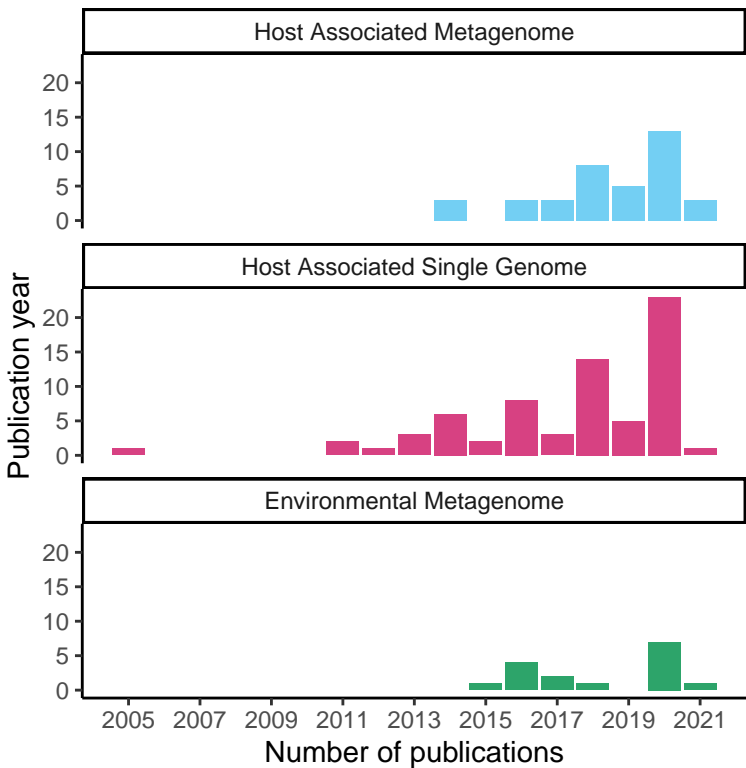 Host Associated Metagenome
20
15
10
5
0
Host Associated Single Genome
20
15
10
5
0
Environmental Metagenome
20
15
10
5
0
Publication year
2005 2007 2009 2011 2013 2015 2017 2019 2021
Number of publications